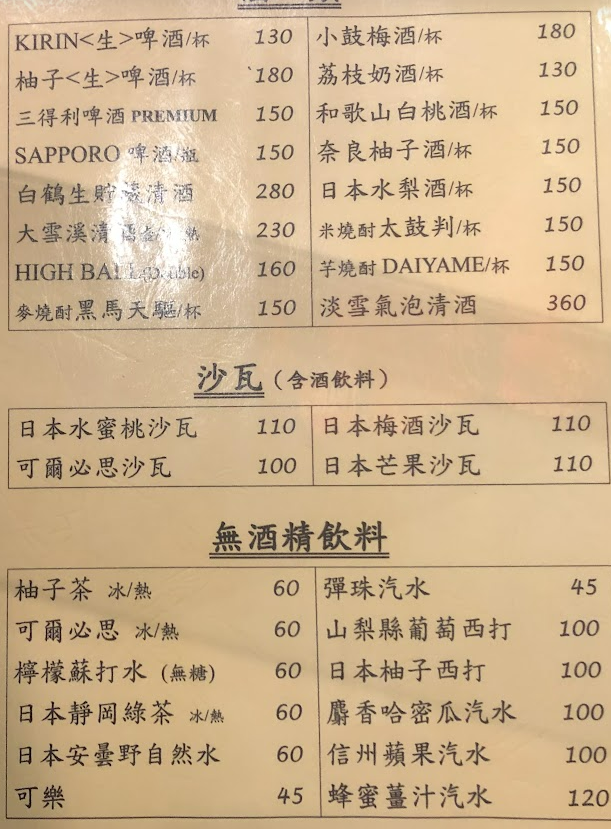 KIRIN<生>啤酒/杯 130 小鼓梅酒/杯 180
柚子<生>啤酒/杯 180 荔枝奶酒/杯 130
三得利啤酒 PREMIUM 150 和歌山白桃酒/杯 150
SAPPORO 啤酒/瓶 150 奈良柚子酒/杯 150
白鶴生貯藏清酒 280 日本水梨酒/杯 150
大雪溪清酒 熱 230 米燒酎太鼓判/杯 150
HIGH BALL(Double) 160 芋燒酎 DAIYAME/杯 150
麥燒酎黑馬天驅/杯 150 淡雪氣泡清酒 360
沙瓦（含酒飲料）
日本水蜜桃沙瓦 110 日本梅酒沙瓦 110
可爾必思沙瓦 100 日本芒果沙瓦 110
無酒精飲料
柚子茶 冰/熱 60 彈珠汽水 45
可爾必思 冰/熱 60 山梨縣葡萄西打 100
檸檬蘇打水 (無糖) 60 日本柚子西打 100
日本靜岡綠茶 冰/熱 60 麝香哈密瓜汽水 100
日本安曇野自然水 60 信州蘋果汽水 100
可樂 45 蜂蜜薑汁汽水 120